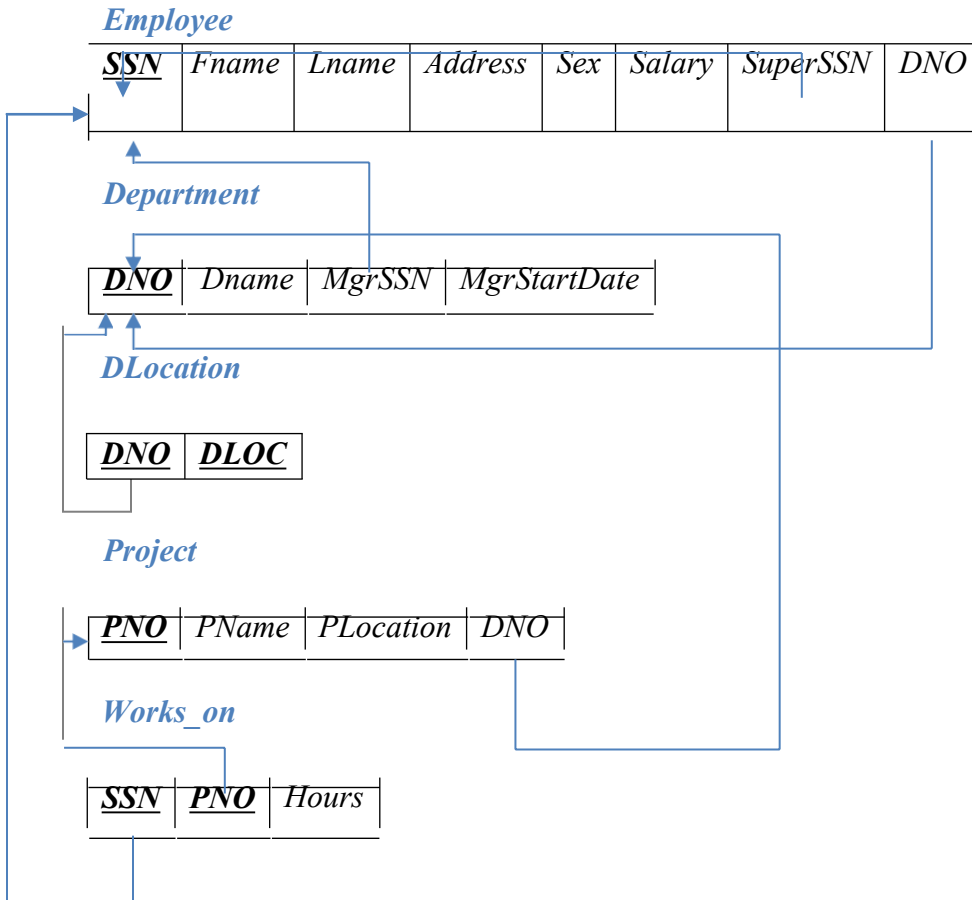 Employee
SSN Fname Lname Address Sex Salary SuperSSN DNO
Department
DNO Dname MgrSSN MgrStartDate
DLocation
DNO DLOC
Project
PNO PName PLocation DNO
Works_on
SSN PNO Hours